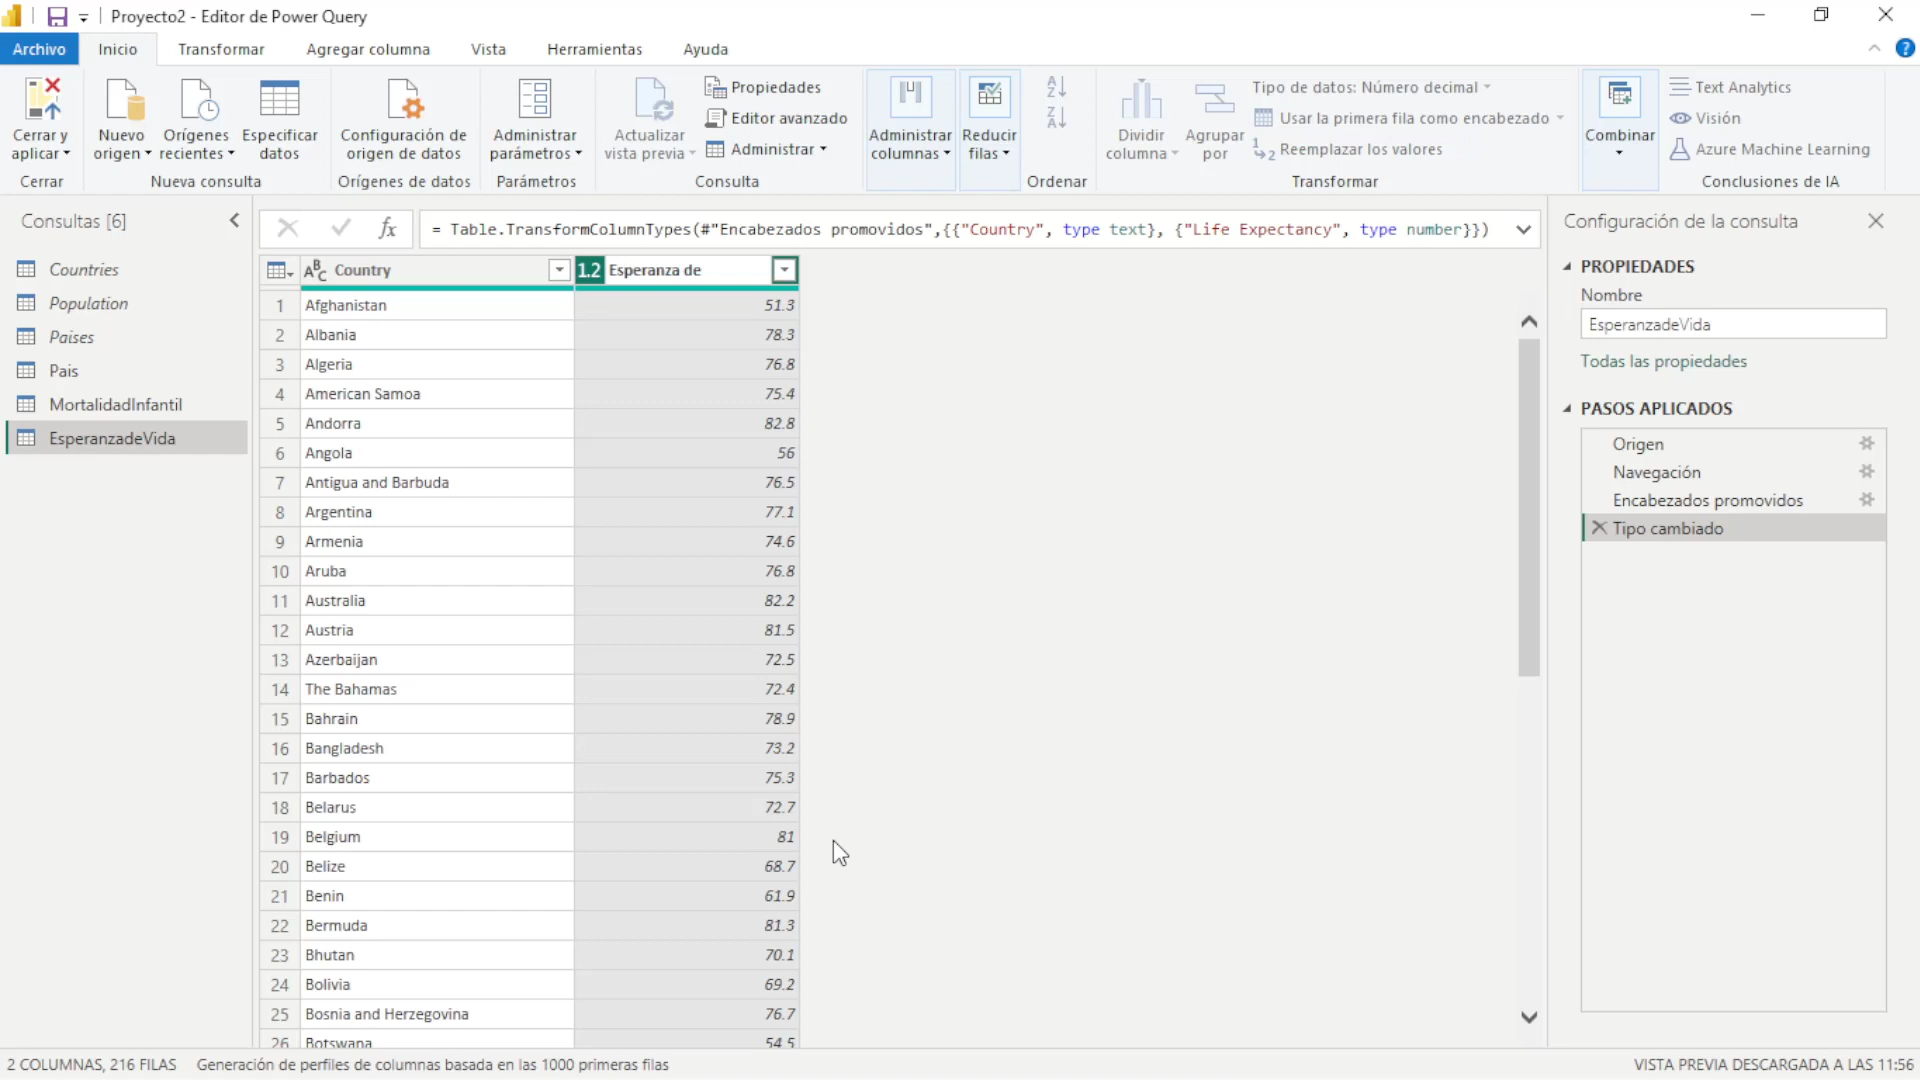 Proyecto2 - Editor de Power Query
Archivo
Inicio
Transformar
Agregar columna
Vista
Herramientas
Ayuda
Cerrar y
aplicar
Nuevo
origen
Orígenes
recientes
Especificar
datos
Configuración de
origen de datos
Administrar
parámetros
Actualizar
vista previa
Propiedades
Editor avanzado
Administrar
Administrar
columnas
Reducir
filas
Dividir
columna
Agrupar
por
Tipo de datos: Número decimal
Usar la primera fila como encabezado
Reemplazar los valores
Combinar
Text Analytics
Visión
Azure Machine Learning
Cerrar
Nueva consulta
Orígenes de datos
Parámetros
Consulta
Ordenar
Transformar
Conclusiones de IA
Consultas [6]
Countries
Population
Paises
Pais
MortalidadInfantil
EsperanzadeVida
fx
= Table.TransformColumnTypes(#"Encabezados promovidos",{{"Country", type text}, {"Life Expectancy", type number}})
ABC Country
1.2 Esperanza de
1 Afghanistan 51.3
2 Albania 78.3
3 Algeria 76.8
4 American Samoa 75.4
5 Andorra 82.8
6 Angola 56
7 Antigua and Barbuda 76.5
8 Argentina 77.1
9 Armenia 74.6
10 Aruba 76.8
11 Australia 82.2
12 Austria 81.5
13 Azerbaijan 72.5
14 The Bahamas 72.4
15 Bahrain 78.9
16 Bangladesh 73.2
17 Barbados 75.3
18 Belarus 72.7
19 Belgium 81
20 Belize 68.7
21 Benin 61.9
22 Bermuda 81.3
23 Bhutan 70.1
24 Bolivia 69.2
25 Bosnia and Herzegovina 76.7
26 Botswana 54.5
Configuración de la consulta
PROPIEDADES
Nombre
EsperanzadeVida
Todas las propiedades
PASOS APLICADOS
Origen
Navegación
Encabezados promovidos
Tipo cambiado
2 COLUMNAS, 216 FILAS
Generación de perfiles de columnas basada en las 1000 primeras filas
VISTA PREVIA DESCARGADA A LAS 11:56